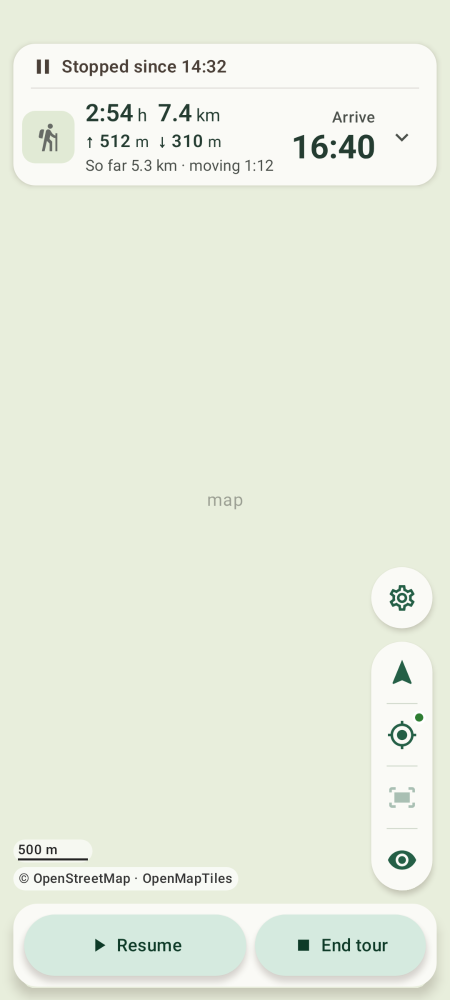 Stopped since 14:32
2:54 h 7.4 km
↑ 512 m ↓ 310 m
So far 5.3 km · moving 1:12
Arrive
16:40
map
500 m
© OpenStreetMap · OpenMapTiles
Resume
End tour